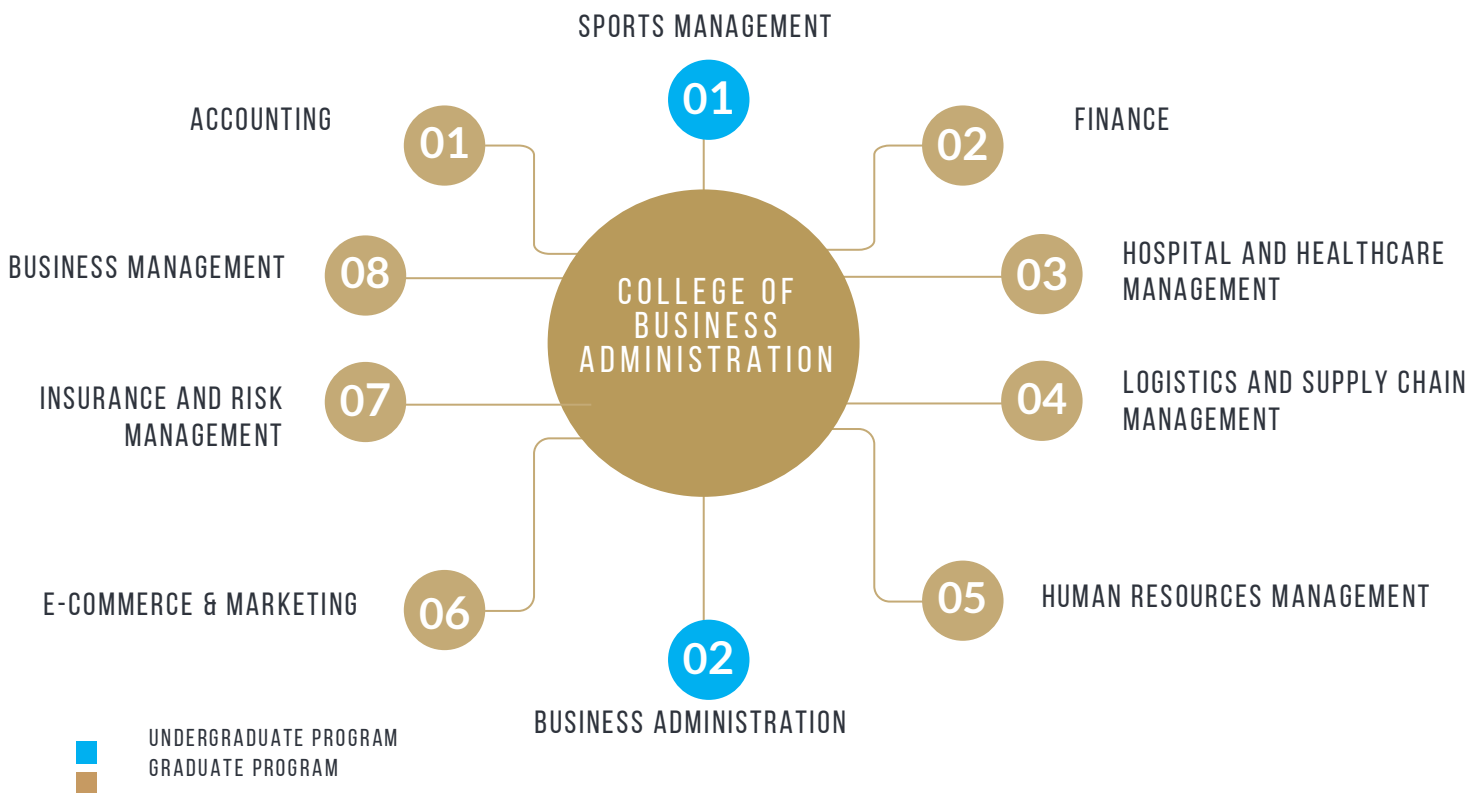 SPORTS MANAGEMENT
01
ACCOUNTING
01
02
FINANCE
BUSINESS MANAGEMENT
08
COLLEGE OF
BUSINESS
ADMINISTRATION
03
HOSPITAL AND HEALTHCARE
MANAGEMENT
INSURANCE AND RISK
MANAGEMENT
07
04
LOGISTICS AND SUPPLY CHAIN
MANAGEMENT
E-COMMERCE & MARKETING
06
05
HUMAN RESOURCES MANAGEMENT
02
BUSINESS ADMINISTRATION
UNDERGRADUATE PROGRAM
GRADUATE PROGRAM